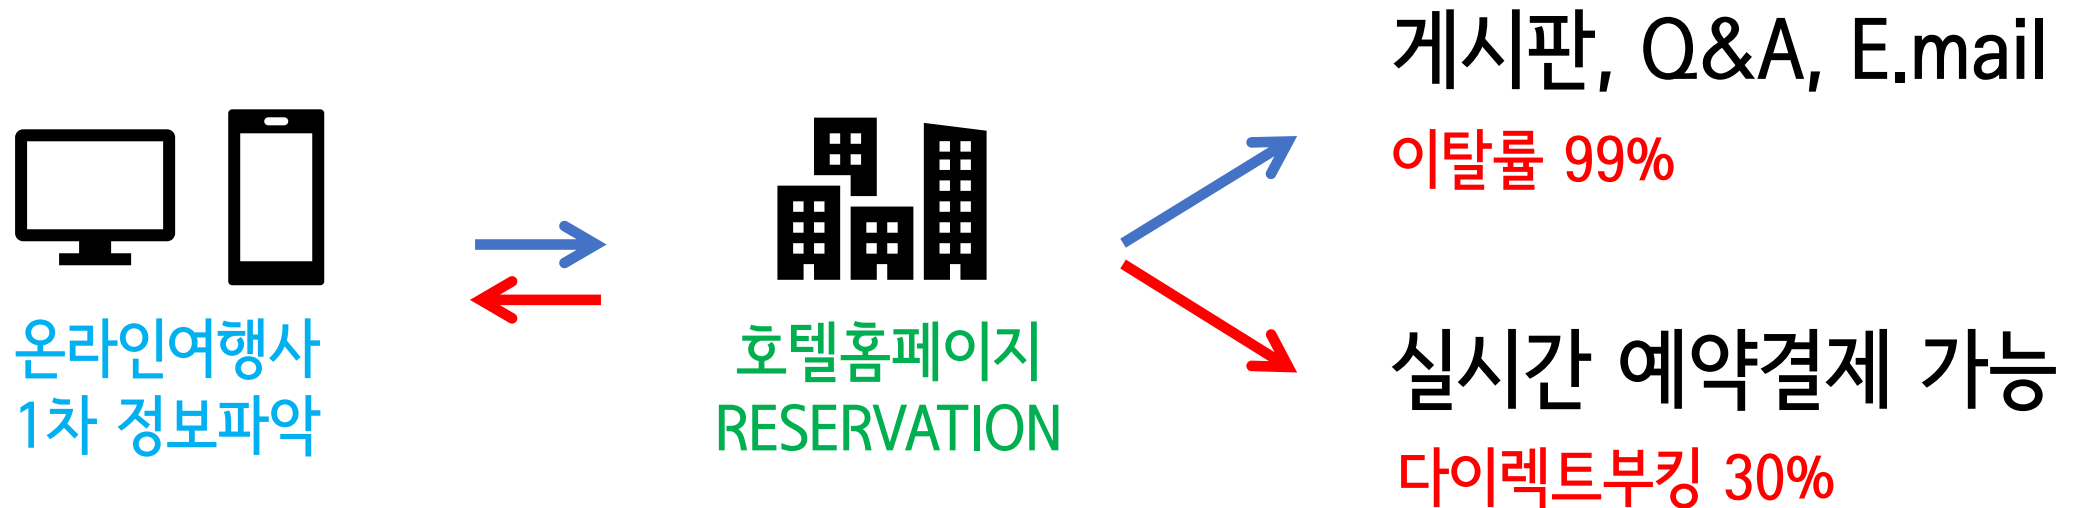 온라인여행사
1차 정보파악
호텔홈페이지
RESERVATION
게시판, Q&A, E.mail
이탈률 99%
실시간 예약결제 가능
다이렉트부킹 30%